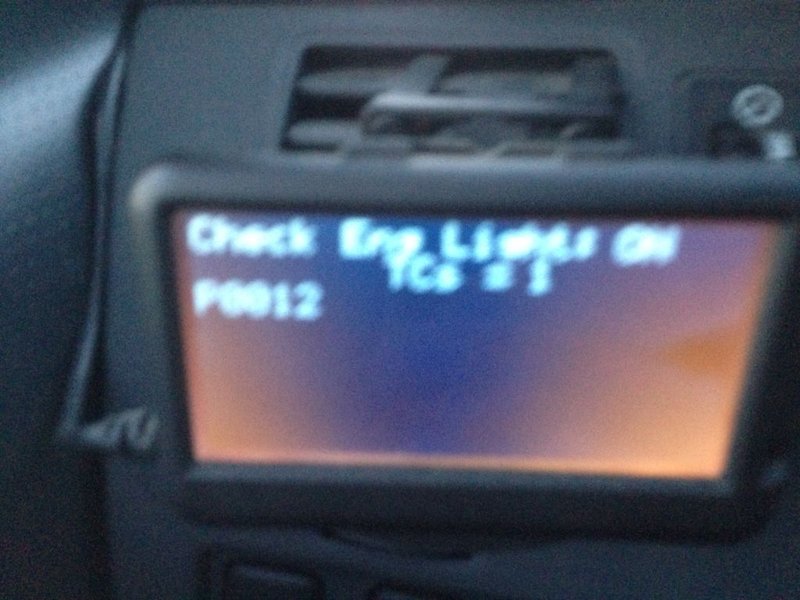 Check Eng Lights ON
TCs = 1
P0012